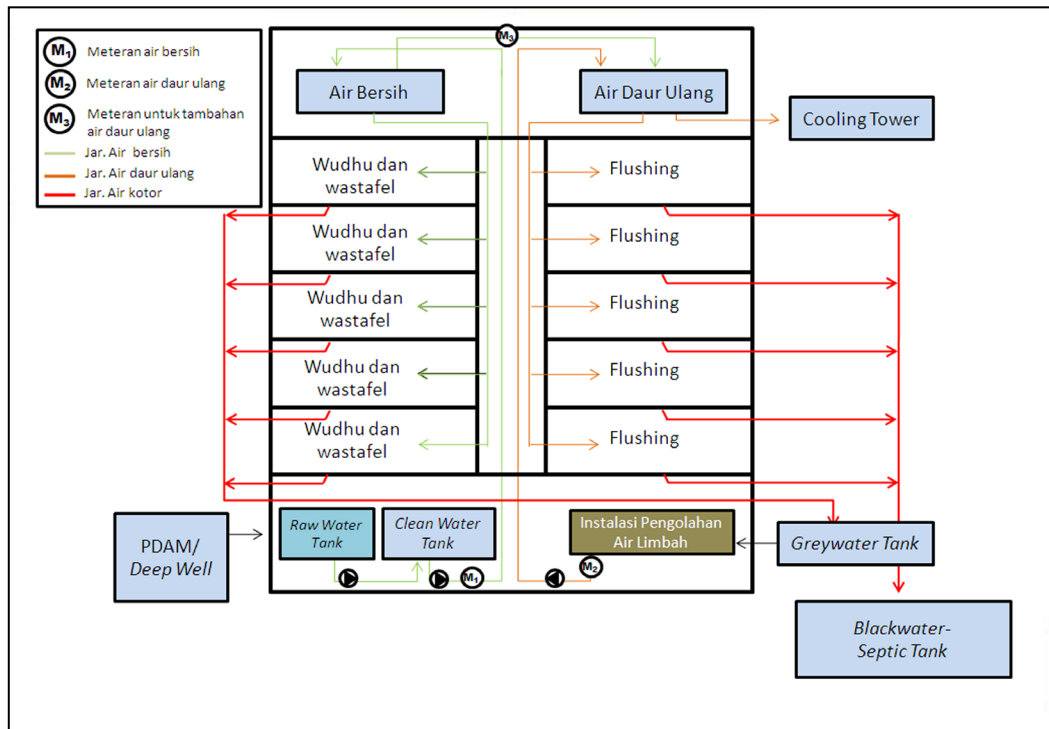 M1 Meteran air bersih
M2 Meteran air daur ulang
M3 Meteran untuk tambahan
air daur ulang
Jar. Air bersih
Jar. Air daur ulang
Jar. Air kotor
M3
Air Bersih
Air Daur Ulang
Cooling Tower
Wudhu dan
wastafel
Flushing
Wudhu dan
wastafel
Flushing
Wudhu dan
wastafel
Flushing
Wudhu dan
wastafel
Flushing
Wudhu dan
wastafel
Flushing
PDAM/
Deep Well
Raw Water
Tank
Clean Water
Tank
M1
Instalasi Pengolahan
Air Limbah
M2
Greywater Tank
Blackwater-
Septic Tank